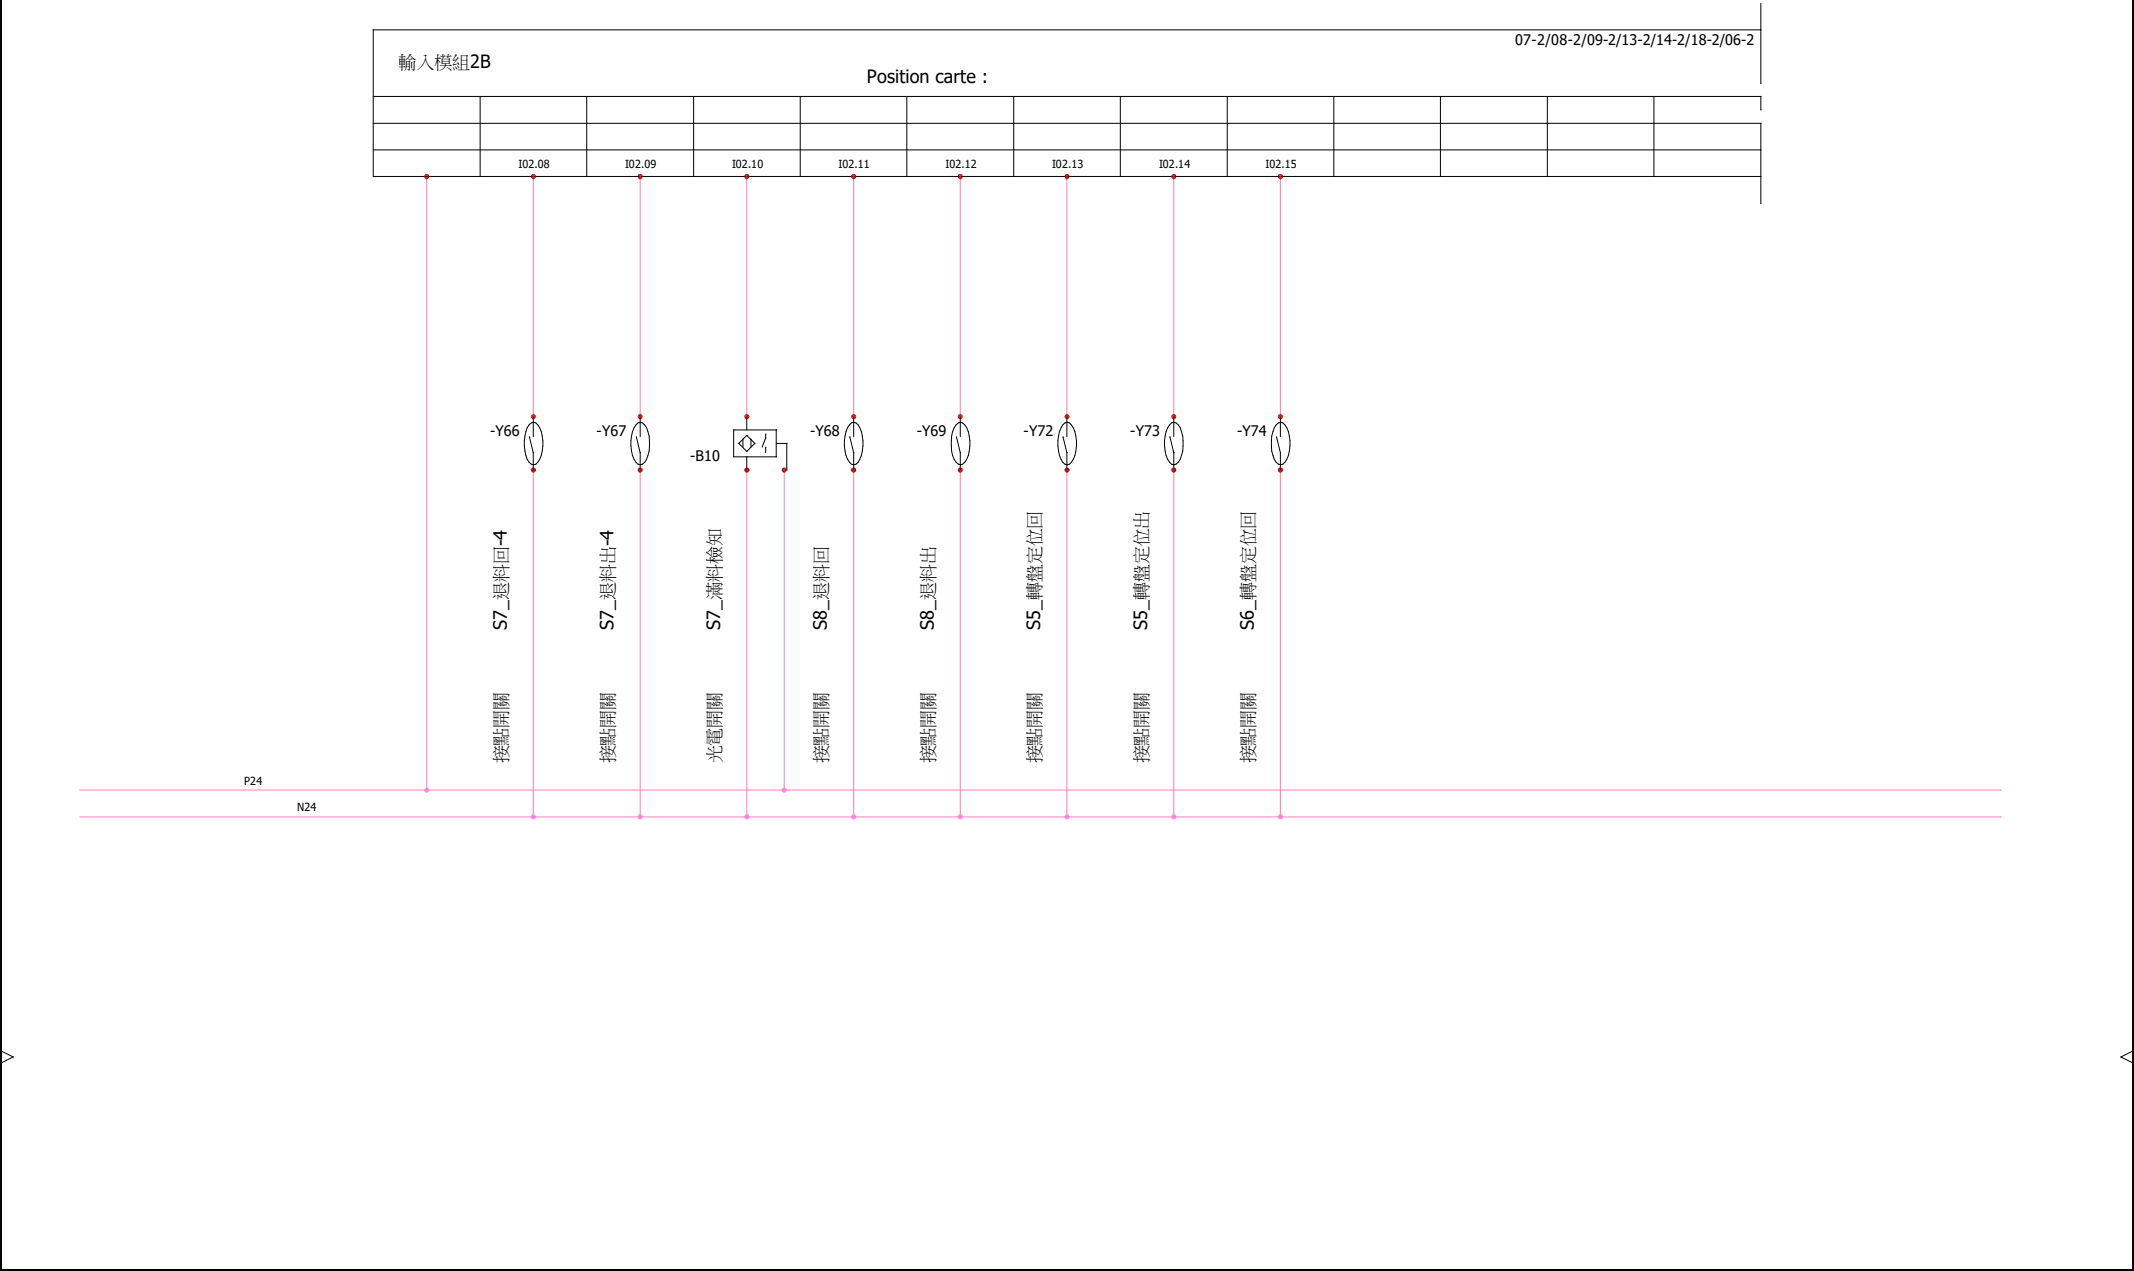 07-2/08-2/09-2/13-2/14-2/18-2/06-2
輸入模組2B
Position carte :
I02.08 I02.09 I02.10 I02.11 I02.12 I02.13 I02.14 I02.15
-Y66 -Y67 -B10 -Y68 -Y69 -Y72 -Y73 -Y74
接點開關 S7_退料回-4
接點開關 S7_退料出-4
光電開關 S7_滿料檢知
接點開關 S8_退料回
接點開關 S8_退料出
接點開關 S5_轉盤定位回
接點開關 S5_轉盤定位出
接點開關 S6_轉盤定位回
P24
N24